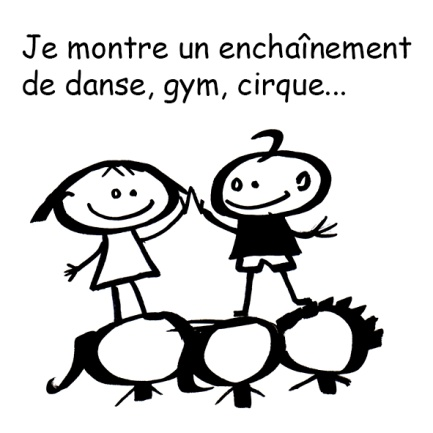 Je montre un enchaînement
de danse, gym, cirque...